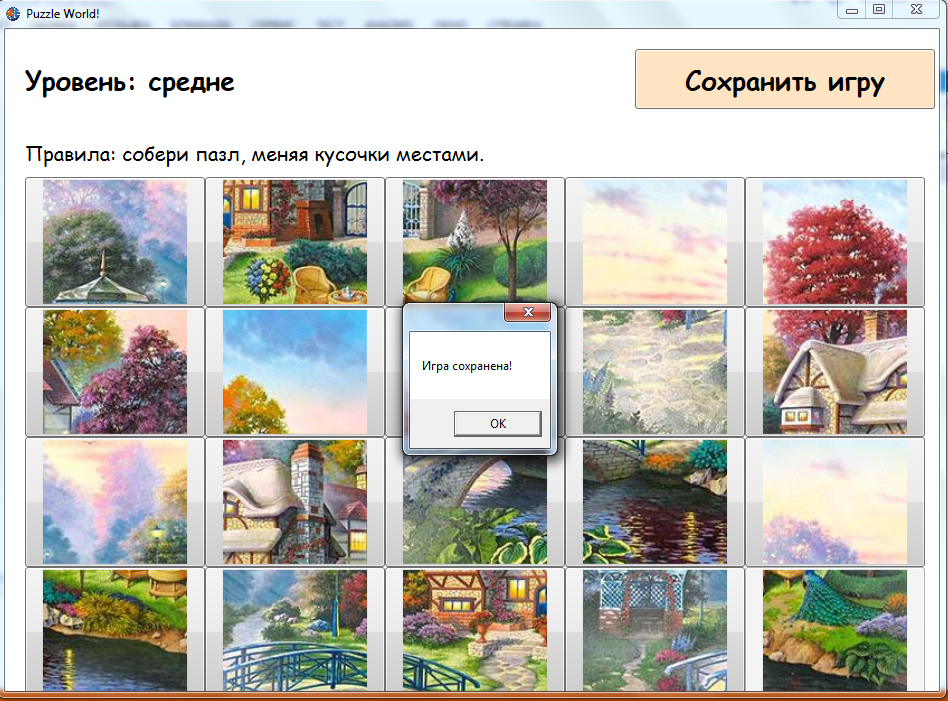 Puzzle World!
Уровень: средне
Сохранить игру
Правила: собери пазл, меняя кусочки местами.
Игра сохранена!
OK